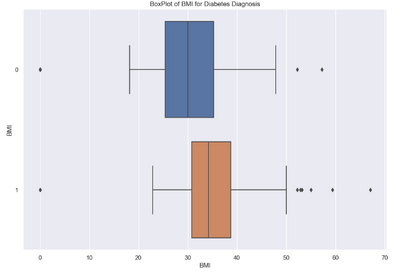 BoxPlot of BMI for Diabetes Diagnosis
0
BMI
1
0 10 20 30 40 50 60 70
BMI